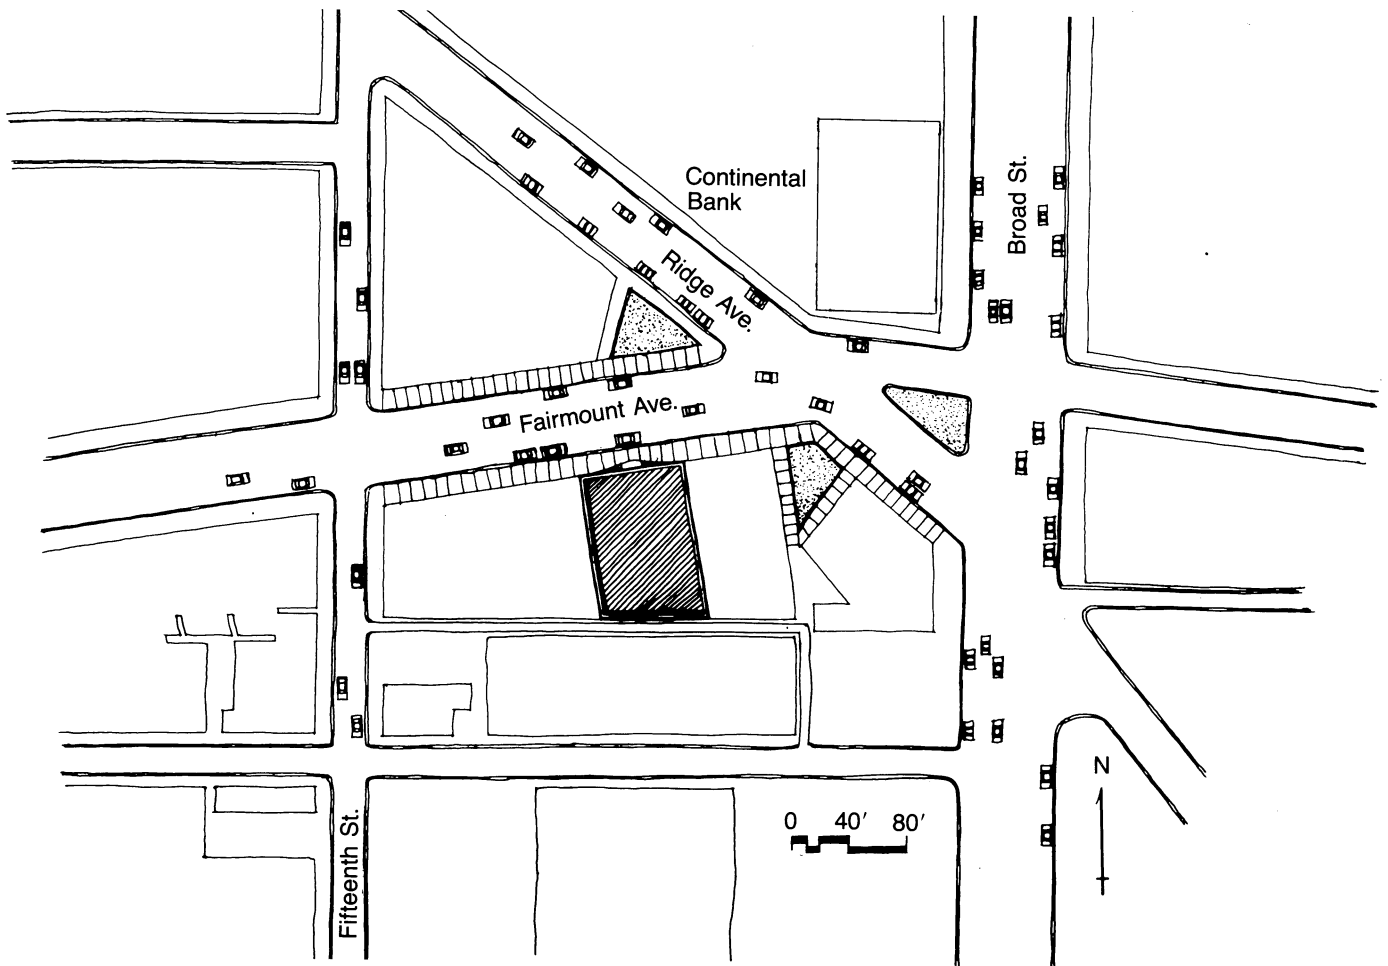 Continental
Bank
Broad St.
Ridge Ave.
Fairmount Ave.
N
0 40' 80'
Fifteenth St.